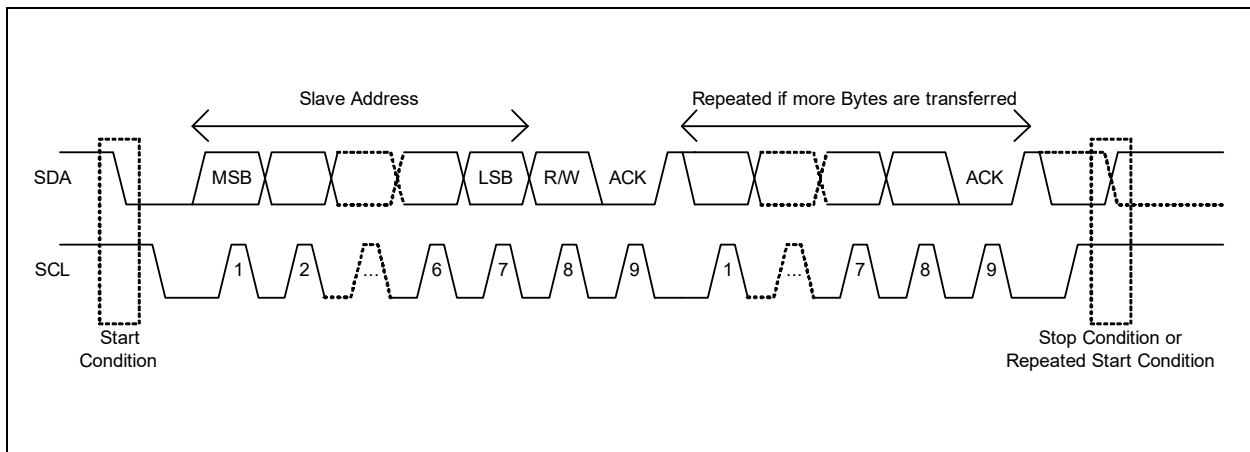 Slave Address
Repeated if more Bytes are transferred
SDA
MSB
LSB
R/W
ACK
ACK
SCL
1
2
...
6
7
8
9
1
...
7
8
9
Start
Condition
Stop Condition or
Repeated Start Condition